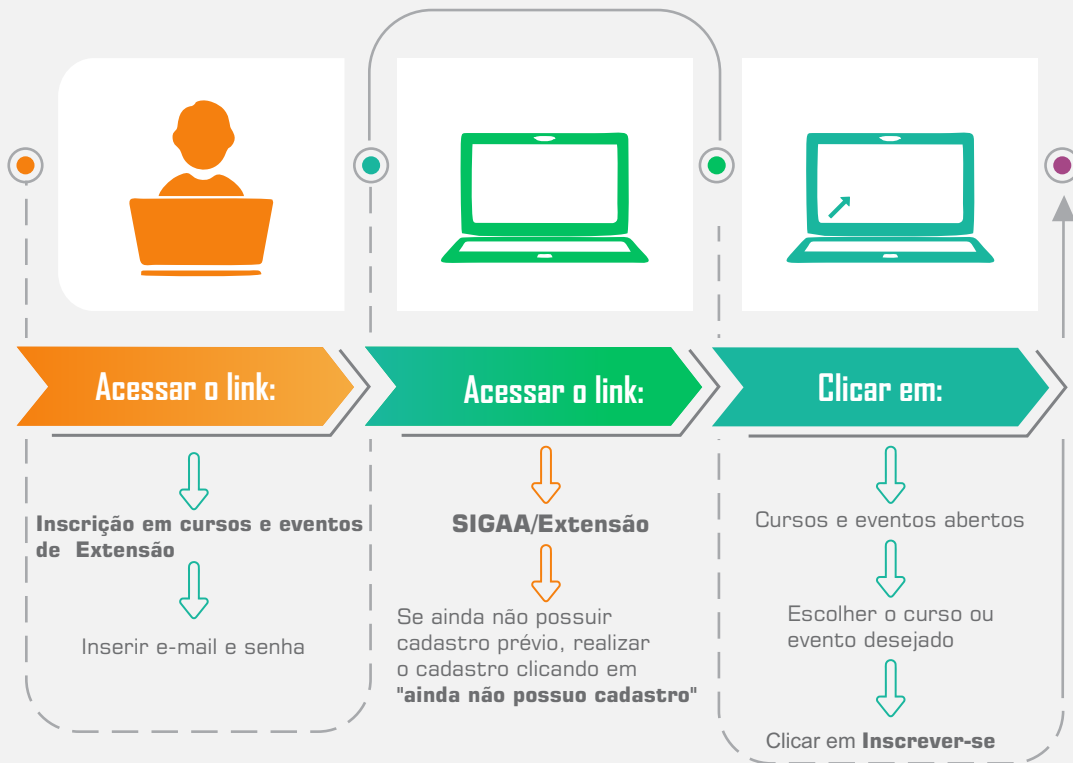 Acessar o link:
Inscrição em cursos e eventos
de Extensão
Inserir e-mail e senha
Acessar o link:
SIGAA/Extensão
Se ainda não possuir
cadastro prévio, realizar
o cadastro clicando em
"ainda não possuo cadastro"
Clicar em:
Cursos e eventos abertos
Escolher o curso ou
evento desejado
Clicar em Inscrever-se